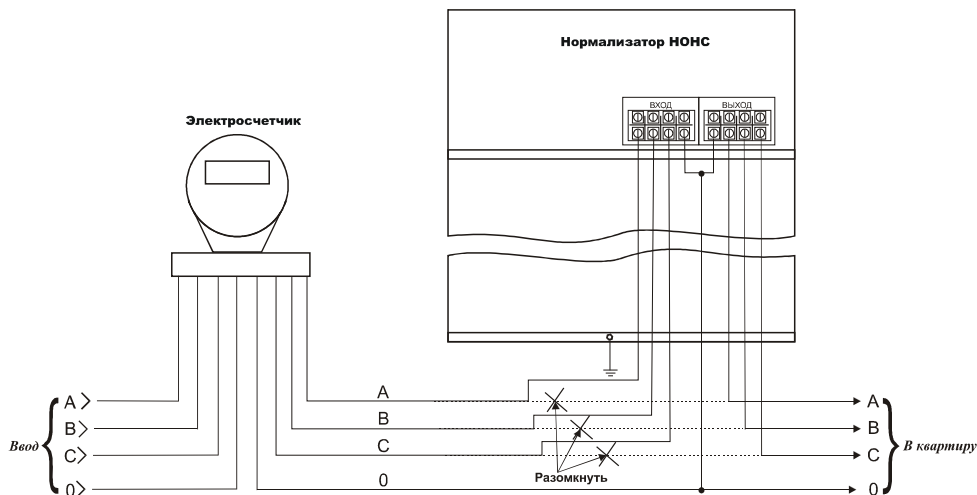 Нормализатор НОНС
ВХОД ВЫХОД
Электросчетчик
A
A
A
B
B
B
Ввод
В квартиру
C
C
C
Разомкнуть
0
0
0